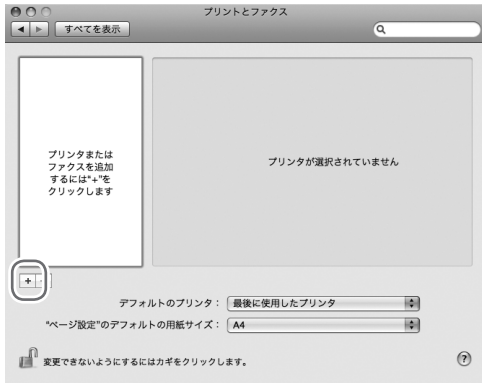 プリントとファクス
すべてを表示
プリンタまたは
ファクスを追加
するには“+”を
クリックします
プリンタが選択されていません
+ -
デフォルトのプリンタ： 最後に使用したプリンタ
“ページ設定”のデフォルトの用紙サイズ： A4
変更できないようにするにはカギをクリックします。
?